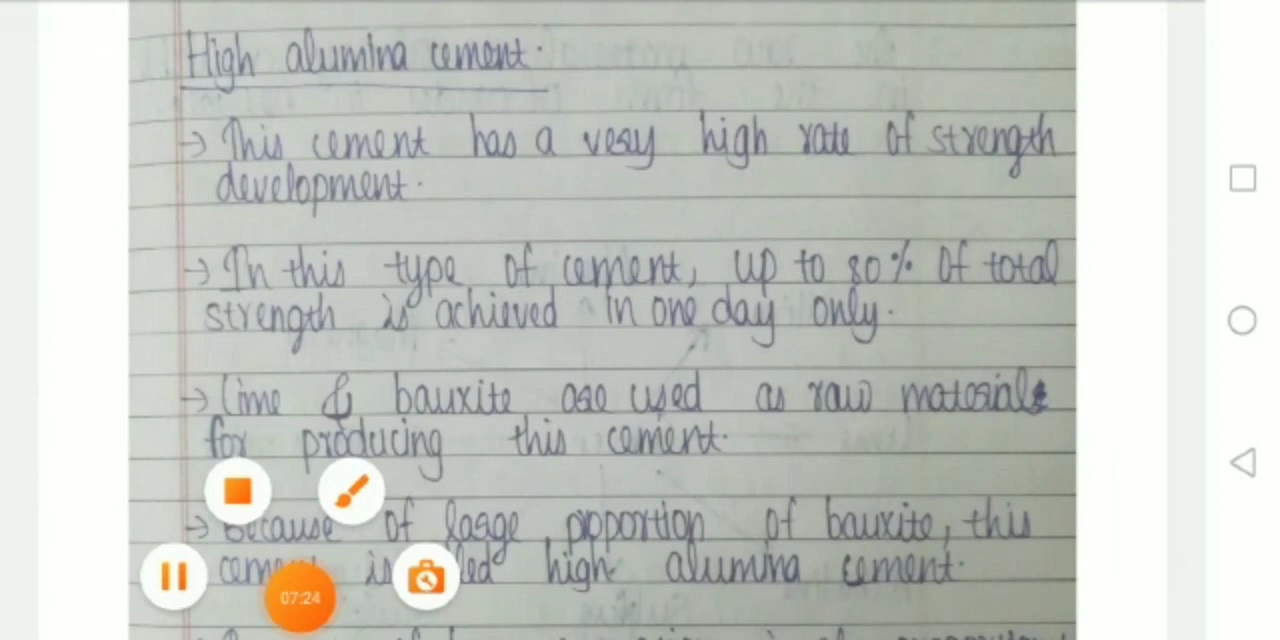 High alumina cement.
→ This cement has a very high rate of strength
development.
→ In this type of cement, up to 80% of total
strength is achieved in one day only.
→ Lime & bauxite are used as raw materials
for producing this cement.
→ Because of large proportion of bauxite, this
is high alumina cement.
07:24